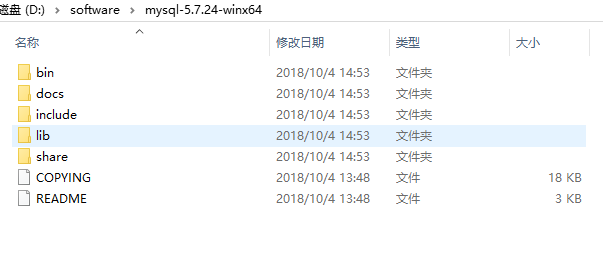 磁盘 (D:) > software > mysql-5.7.24-winx64
名称 修改日期 类型 大小
bin 2018/10/4 14:53 文件夹
docs 2018/10/4 14:53 文件夹
include 2018/10/4 14:53 文件夹
lib 2018/10/4 14:53 文件夹
share 2018/10/4 14:53 文件夹
COPYING 2018/10/4 13:48 文件 18 KB
README 2018/10/4 13:48 文件 3 KB